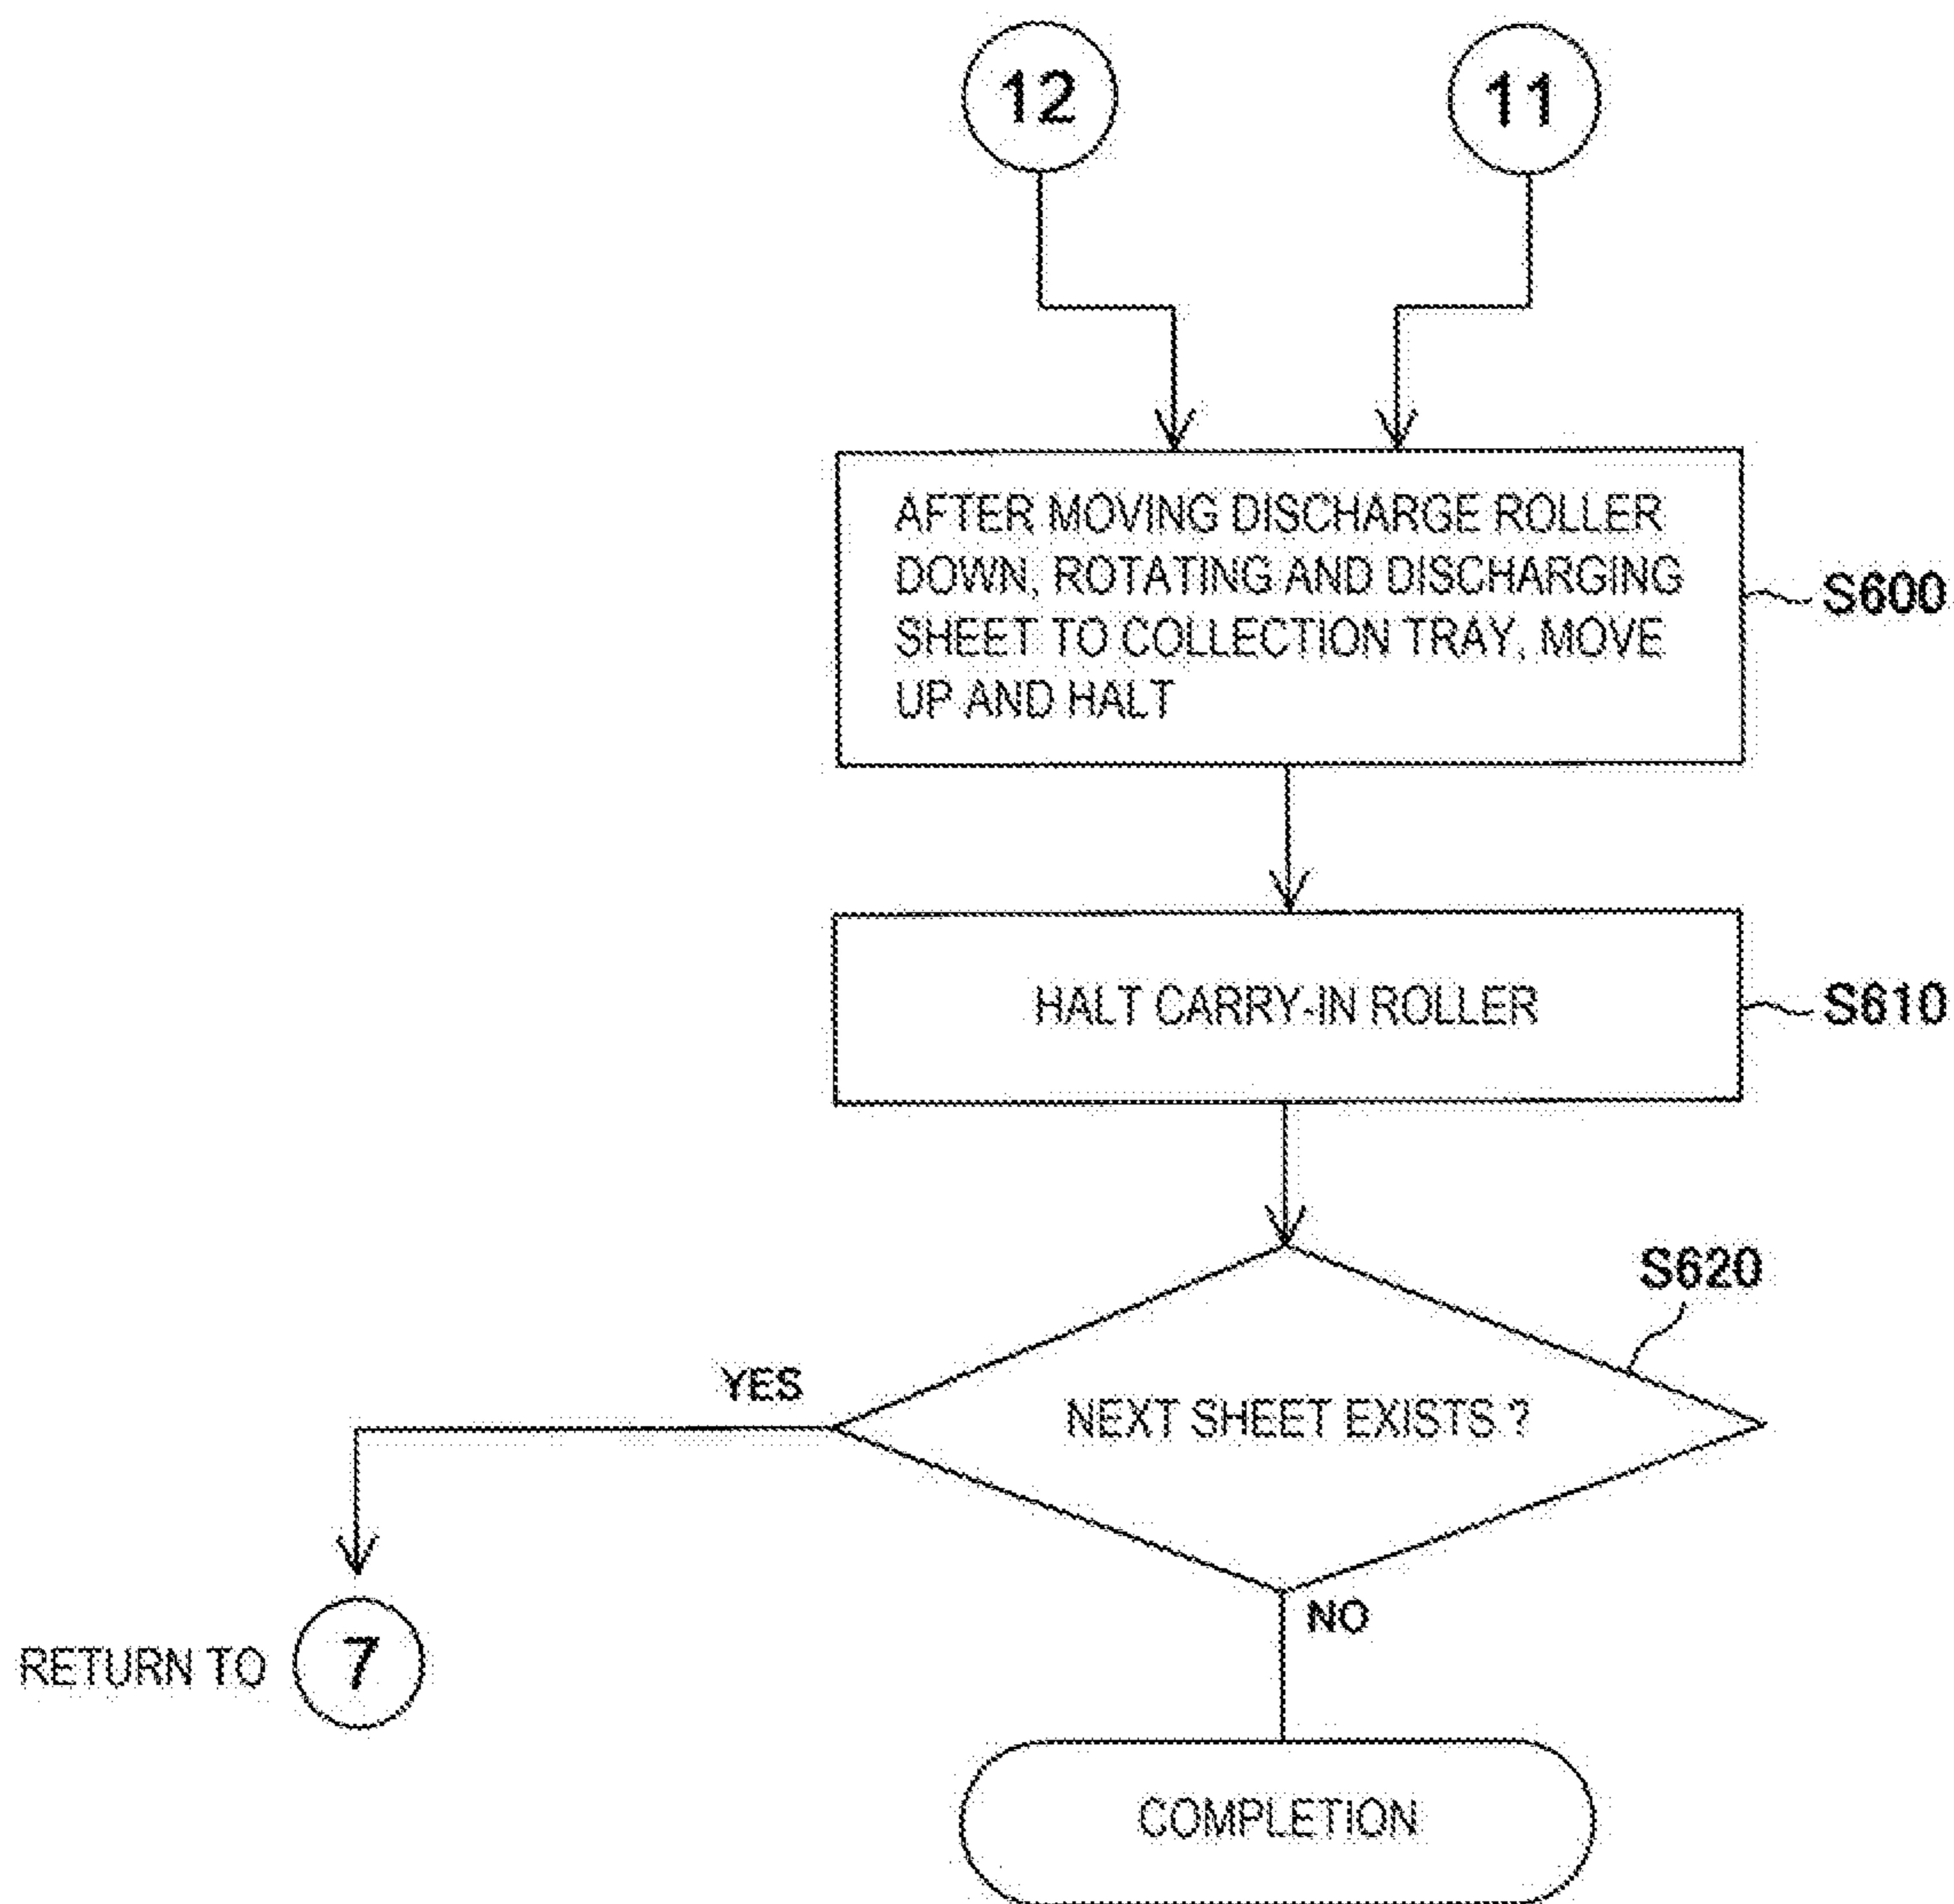 12
11
AFTER MOVING DISCHARGE ROLLER
DOWN, ROTATING AND DISCHARGING
SHEET TO COLLECTION TRAY, MOVE
UP AND HALT
S600
HALT CARRY-IN ROLLER
S610
S620
YES
NEXT SHEET EXISTS ?
NO
RETURN TO 7
COMPLETION